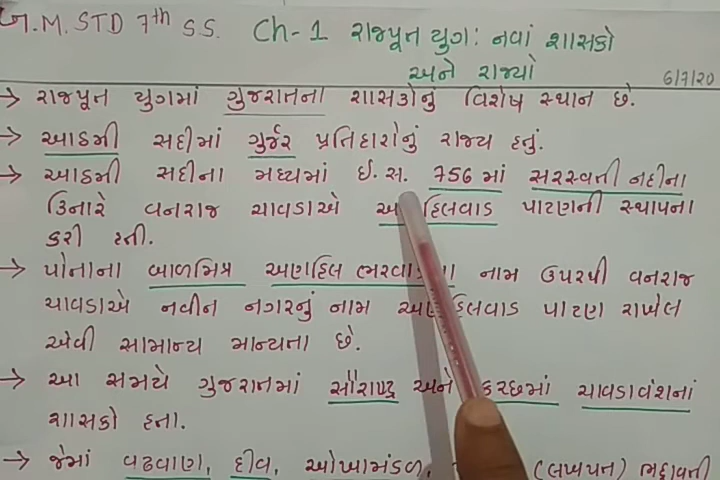 G.M. STD 7th S.S. Ch-1 રાજપૂત યુગ: નવાં શાસકો
અને રાજ્યો 6/7/20
→ રાજપૂત યુગમાં ગુજરાતના શાસકોનું વિશેષ સ્થાન છે.
→ આઠમી સદીમાં ગુર્જર પ્રતિહારોનું રાજ્ય હતું.
→ આઠમી સદીના મધ્યમાં ઈ.સ. 756 માં સરસ્વતી નદીના
કિનારે વનરાજ ચાવડાએ પાટણની સ્થાપના
કરી હતી.
→ પોતાના બાળમિત્ર અણહિલ નામ ઉપરથી વનરાજ
ચાવડાએ નવીન નગરનું નામ પાટણ રાખેલ
એવી સામાન્ય માન્યતા છે.
→ આ સમયે ગુજરાતમાં સૌરાષ્ટ્ર અને કચ્છમાં ચાવડાવંશનાં
શાસકો હતા.
→ જેમાં વઢવાણ, દીવ, ઓખામંડળ, (લખપત)